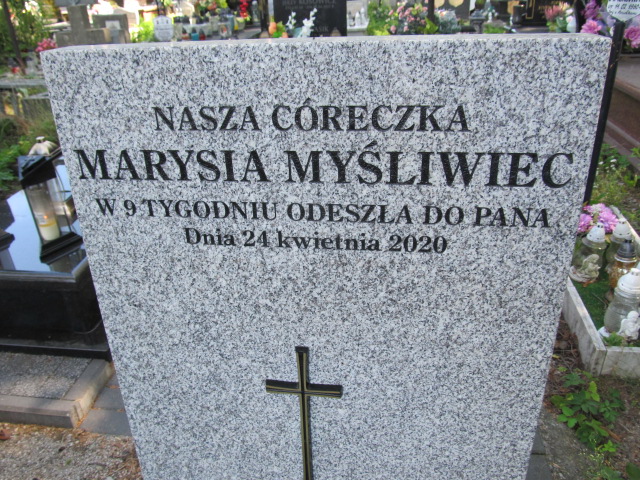 NASZA CÓRECZKA
MARYSIA MYŚLIWIEC
W 9 TYGODNIU ODESZŁA DO PANA
Dnia 24 kwietnia 2020